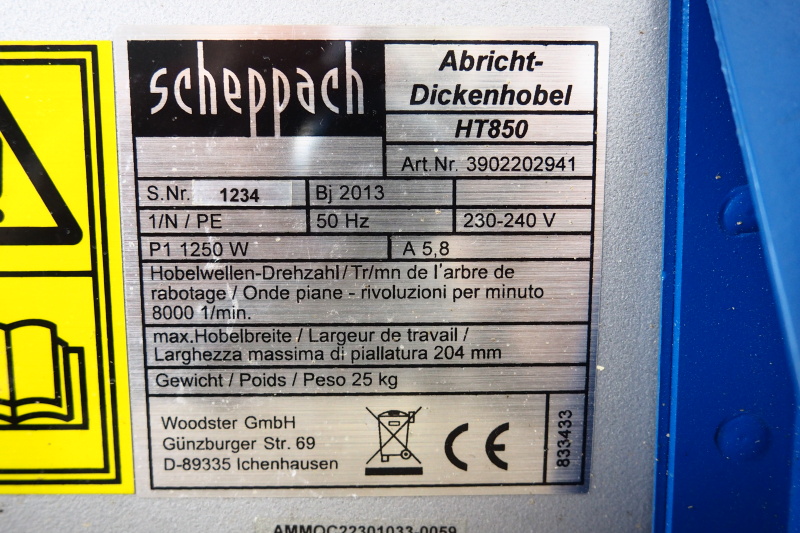 scheppach
Abricht-
Dickenhobel
HT850
Art.Nr. 3902202941
S.Nr. 1234 Bj 2013
1/N / PE 50 Hz 230-240 V
P1 1250 W A 5,8
Hobelwellen-Drehzahl / Tr/mn de l'arbre de
rabotage / Onde piane - rivoluzioni per minuto
8000 1/min.
max.Hobelbreite / Largeur de travail /
Larghezza massima di piallatura 204 mm
Gewicht / Poids / Peso 25 kg
Woodster GmbH
Günzburger Str. 69
D-89335 Ichenhausen
CE
833433
AMMOC22301033-0059